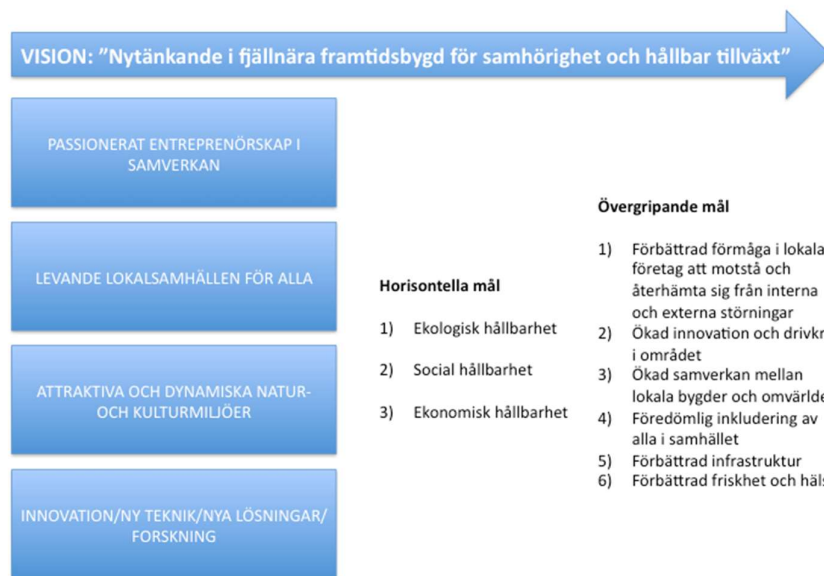 VISION: ”Nytänkande i fjällnära framtidsbygd för samhörighet och hållbar tillväxt”
PASSIONERAT ENTREPRENÖRSKAP I
SAMVERKAN
LEVANDE LOKALSAMHÄLLEN FÖR ALLA
ATTRAKTIVA OCH DYNAMISKA NATUR-
OCH KULTURMILJÖER
INNOVATION/NY TEKNIK/NYA LÖSNINGAR/
FORSKNING
Horisontella mål
1) Ekologisk hållbarhet
2) Social hållbarhet
3) Ekonomisk hållbarhet
Övergripande mål
1) Förbättrad förmåga i lokala
företag att motstå och
återhämta sig från interna
och externa störningar
2) Ökad innovation och
i området
3) Ökad samverkan mellan
lokala bygder och
4) Föredömlig inkludering av
alla i samhället
5) Förbättrad infrastruktur
6) Förbättrad friskhet och